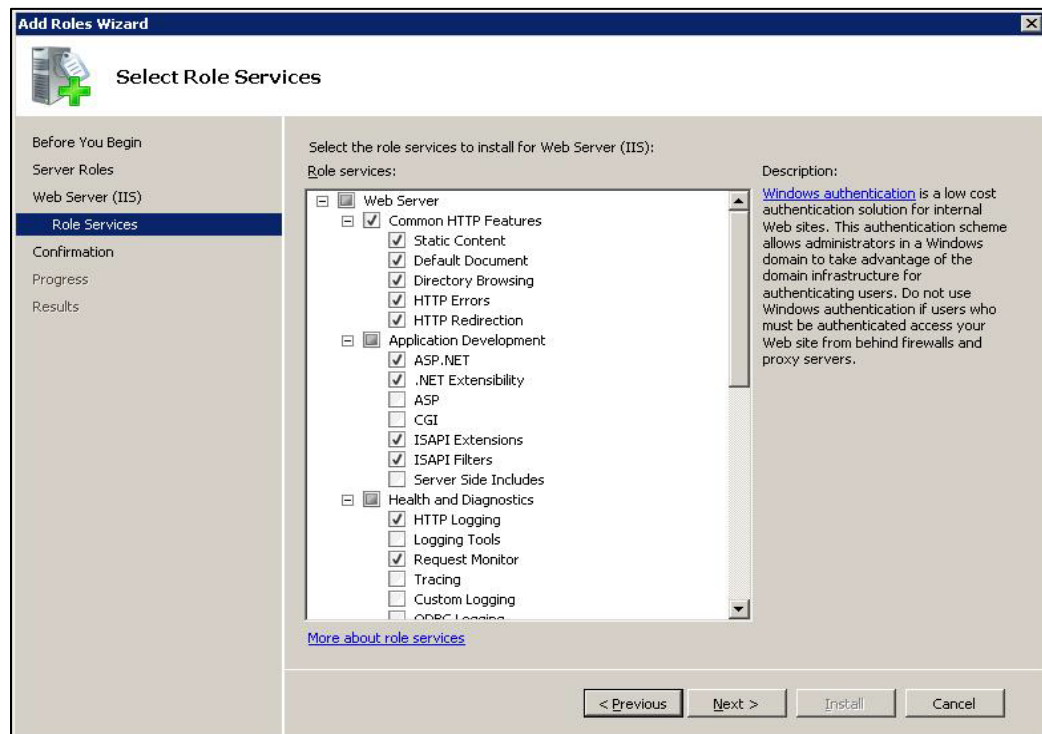 Add Roles Wizard
Select Role Services
Before You Begin
Server Roles
Web Server (IIS)
Role Services
Confirmation
Progress
Results
Select the role services to install for Web Server (IIS):
Role services:
Web Server
Common HTTP Features
Static Content
Default Document
Directory Browsing
HTTP Errors
HTTP Redirection
Application Development
ASP.NET
.NET Extensibility
ASP
CGI
ISAPI Extensions
ISAPI Filters
Server Side Includes
Health and Diagnostics
HTTP Logging
Logging Tools
Request Monitor
Tracing
Custom Logging
ODBC Logging
More about role services
Description:
Windows authentication is a low cost
authentication solution for internal
Web sites. This authentication scheme
allows administrators in a Windows
domain to take advantage of the
domain infrastructure for
authenticating users. Do not use
Windows authentication if users who
must be authenticated access your
Web site from behind firewalls and
proxy servers.
< Previous
Next >
Install
Cancel